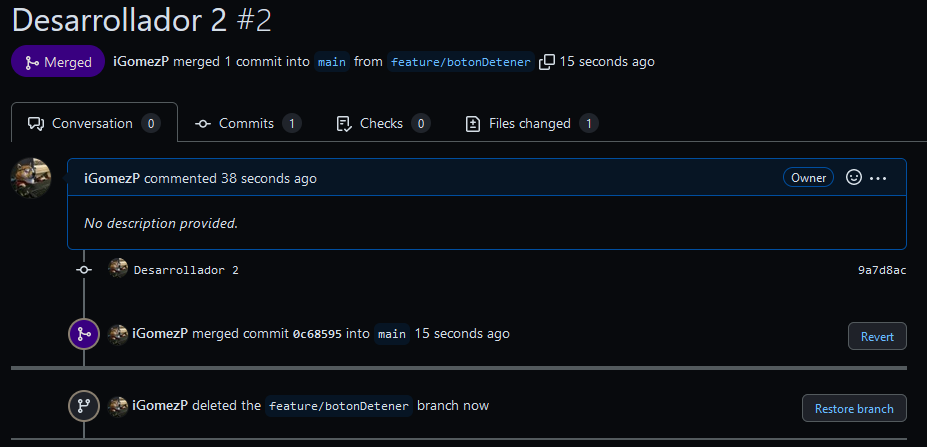 Desarrollador 2 #2
Merged iGomezP merged 1 commit into main from feature/botonDetener 15 seconds ago
Conversation 0 Commits 1 Checks 0 Files changed 1
iGomezP commented 38 seconds ago Owner
No description provided.
Desarrollador 2 9a7d8ac
iGomezP merged commit 0c68595 into main 15 seconds ago Revert
iGomezP deleted the feature/botonDetener branch now Restore branch